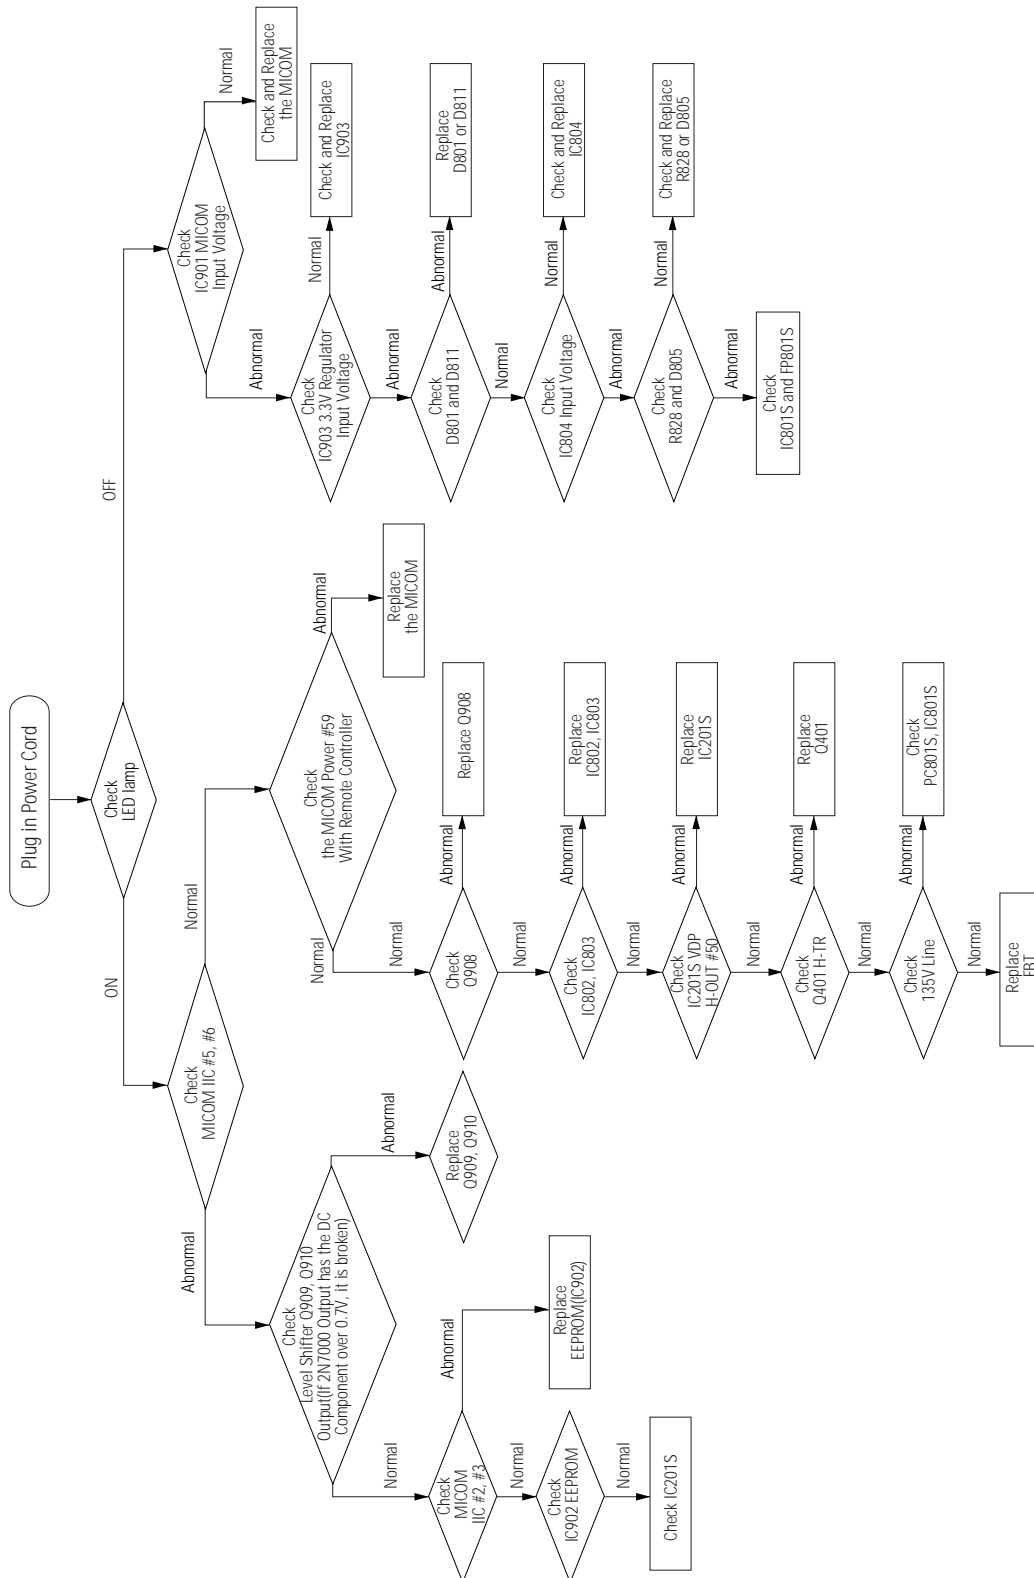 Plug in Power Cord
Check
LED lamp
ON
OFF
Check
MICOM IIC #5, #6
Abnormal
Normal
Check
IC901 MICOM
Input Voltage
Abnormal
Normal
Check and Replace
the MICOM
Check
Level Shifter Q909, Q910
Output(If 2N7000 Output has the DC
Component over 0.7V, it is broken)
Normal
Abnormal
Check
the MICOM Power #59
With Remote Controller
Normal
Abnormal
Check
IC903 3.3V Regulator
Input Voltage
Normal
Check and Replace
IC903
Abnormal
Replace
the MICOM
Check
MICOM
IIC #2, #3
Abnormal
Normal
Replace
Q909, Q910
Normal
Check
Q908
Abnormal
Replace Q908
Normal
Check
D801 and D811
Abnormal
Replace
D801 or D811
Normal
Check
IC902 EEPROM
Replace
EEPROM(IC902)
Normal
Check
IC802, IC803
Abnormal
Replace
IC802, IC803
Normal
Check
IC804 Input Voltage
Normal
Check and Replace
IC804
Abnormal
Check IC201S
Check
IC201S VDP
H-OUT #50
Abnormal
Replace
IC201S
Normal
Check
R828 and D805
Normal
Check and Replace
R828 or D805
Abnormal
Check
Q401 H-TR
Abnormal
Replace
Q401
Normal
Check
IC801S and FP801S
Check
135V Line
Abnormal
Check
PC801S, IC801S
Normal
Replace
FBT